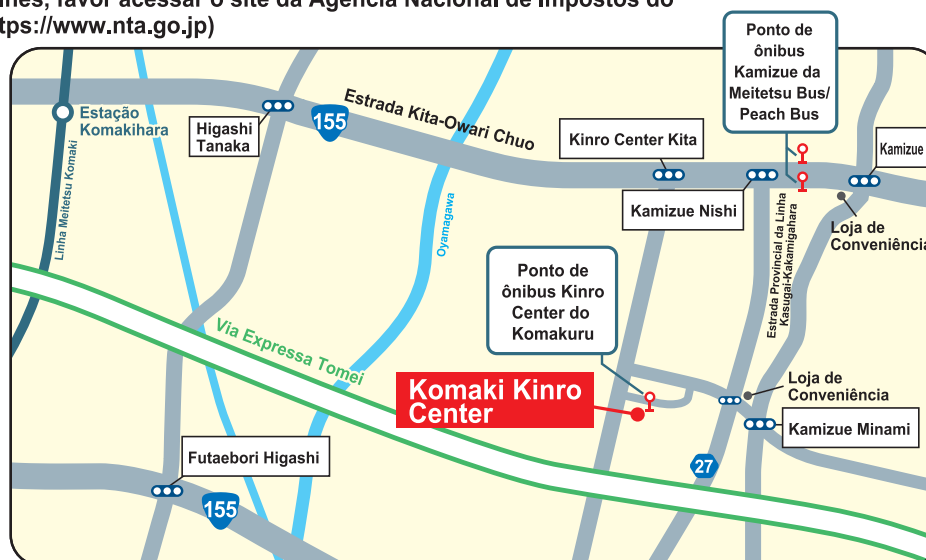 hes, favor acessar o site da Agência Nacional de Impostos do
tps://www.nta.go.jp)
Ponto de
ônibus
Kamizue da
Meitetsu Bus/
Peach Bus
Estação
Komakihara
Higashi
Tanaka
155
Estrada Kita-Owari Chuo
Kinro Center Kita
Kamizue
Kamizue Nishi
Loja de
Conveniência
Linha Meitetsu Komaki
Oyamagawa
Estrada Provincial da Linha
Kasugai-Kakamigahara
Ponto de
ônibus Kinro
Center do
Komakuru
Via Expressa Tomei
Komaki Kinro
Center
Loja de
Conveniência
Kamizue Minami
Futaebori Higashi
27
155